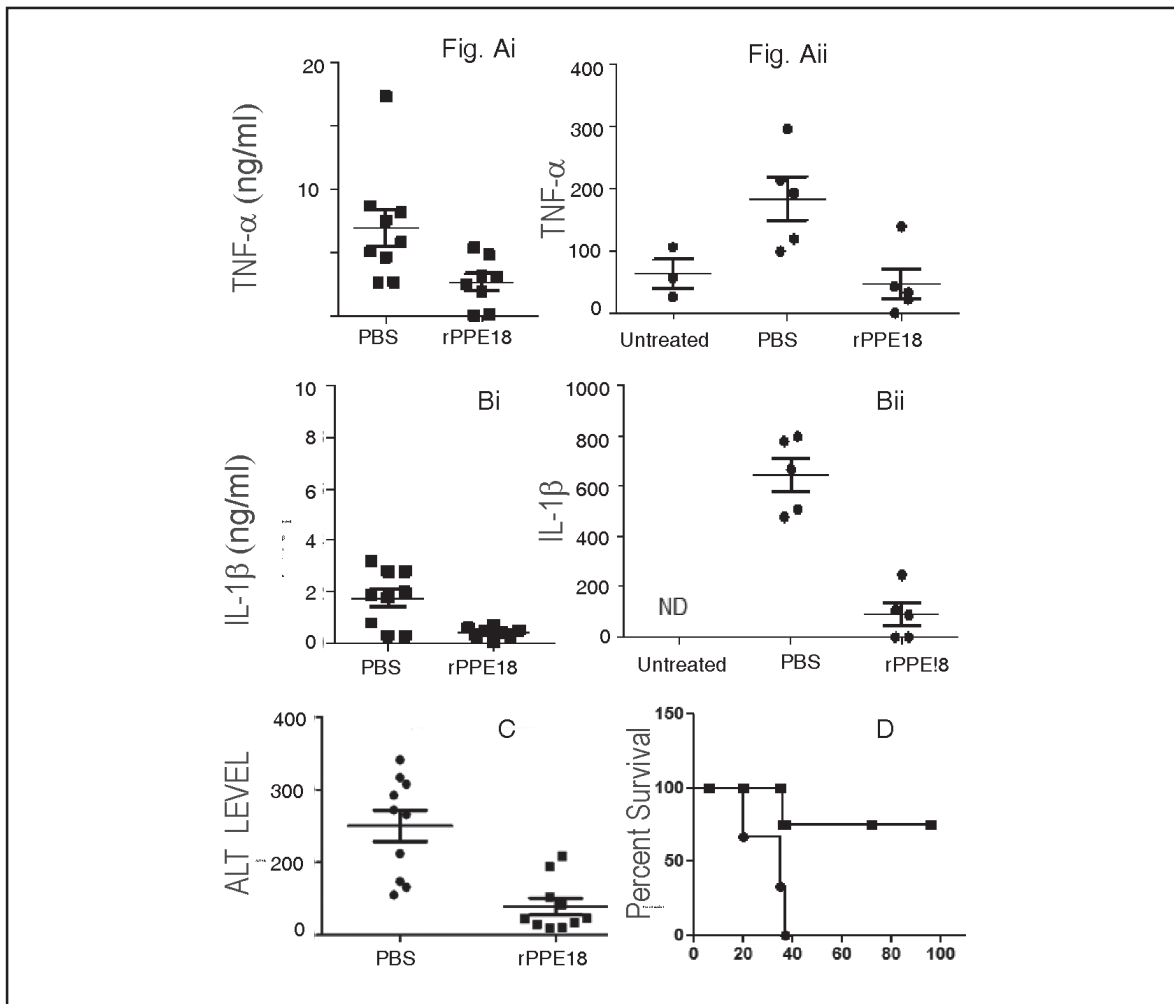 Fig. Ai
TNF-α (ng/ml)
20
10
PBS
rPPE18
Fig. Aii
TNF-α
400
300
200
100
0
Untreated
PBS
rPPE18
Bi
IL-1β (ng/ml)
10
8
6
4
2
0
PBS
rPPE18
Bii
IL-1β
1000
800
600
400
200
0
ND
Untreated
PBS
rPPE!8
C
ALT LEVEL
400
300
200
0
PBS
rPPE18
D
Percent Survival
150
100
50
0
0
20
40
60
80
100